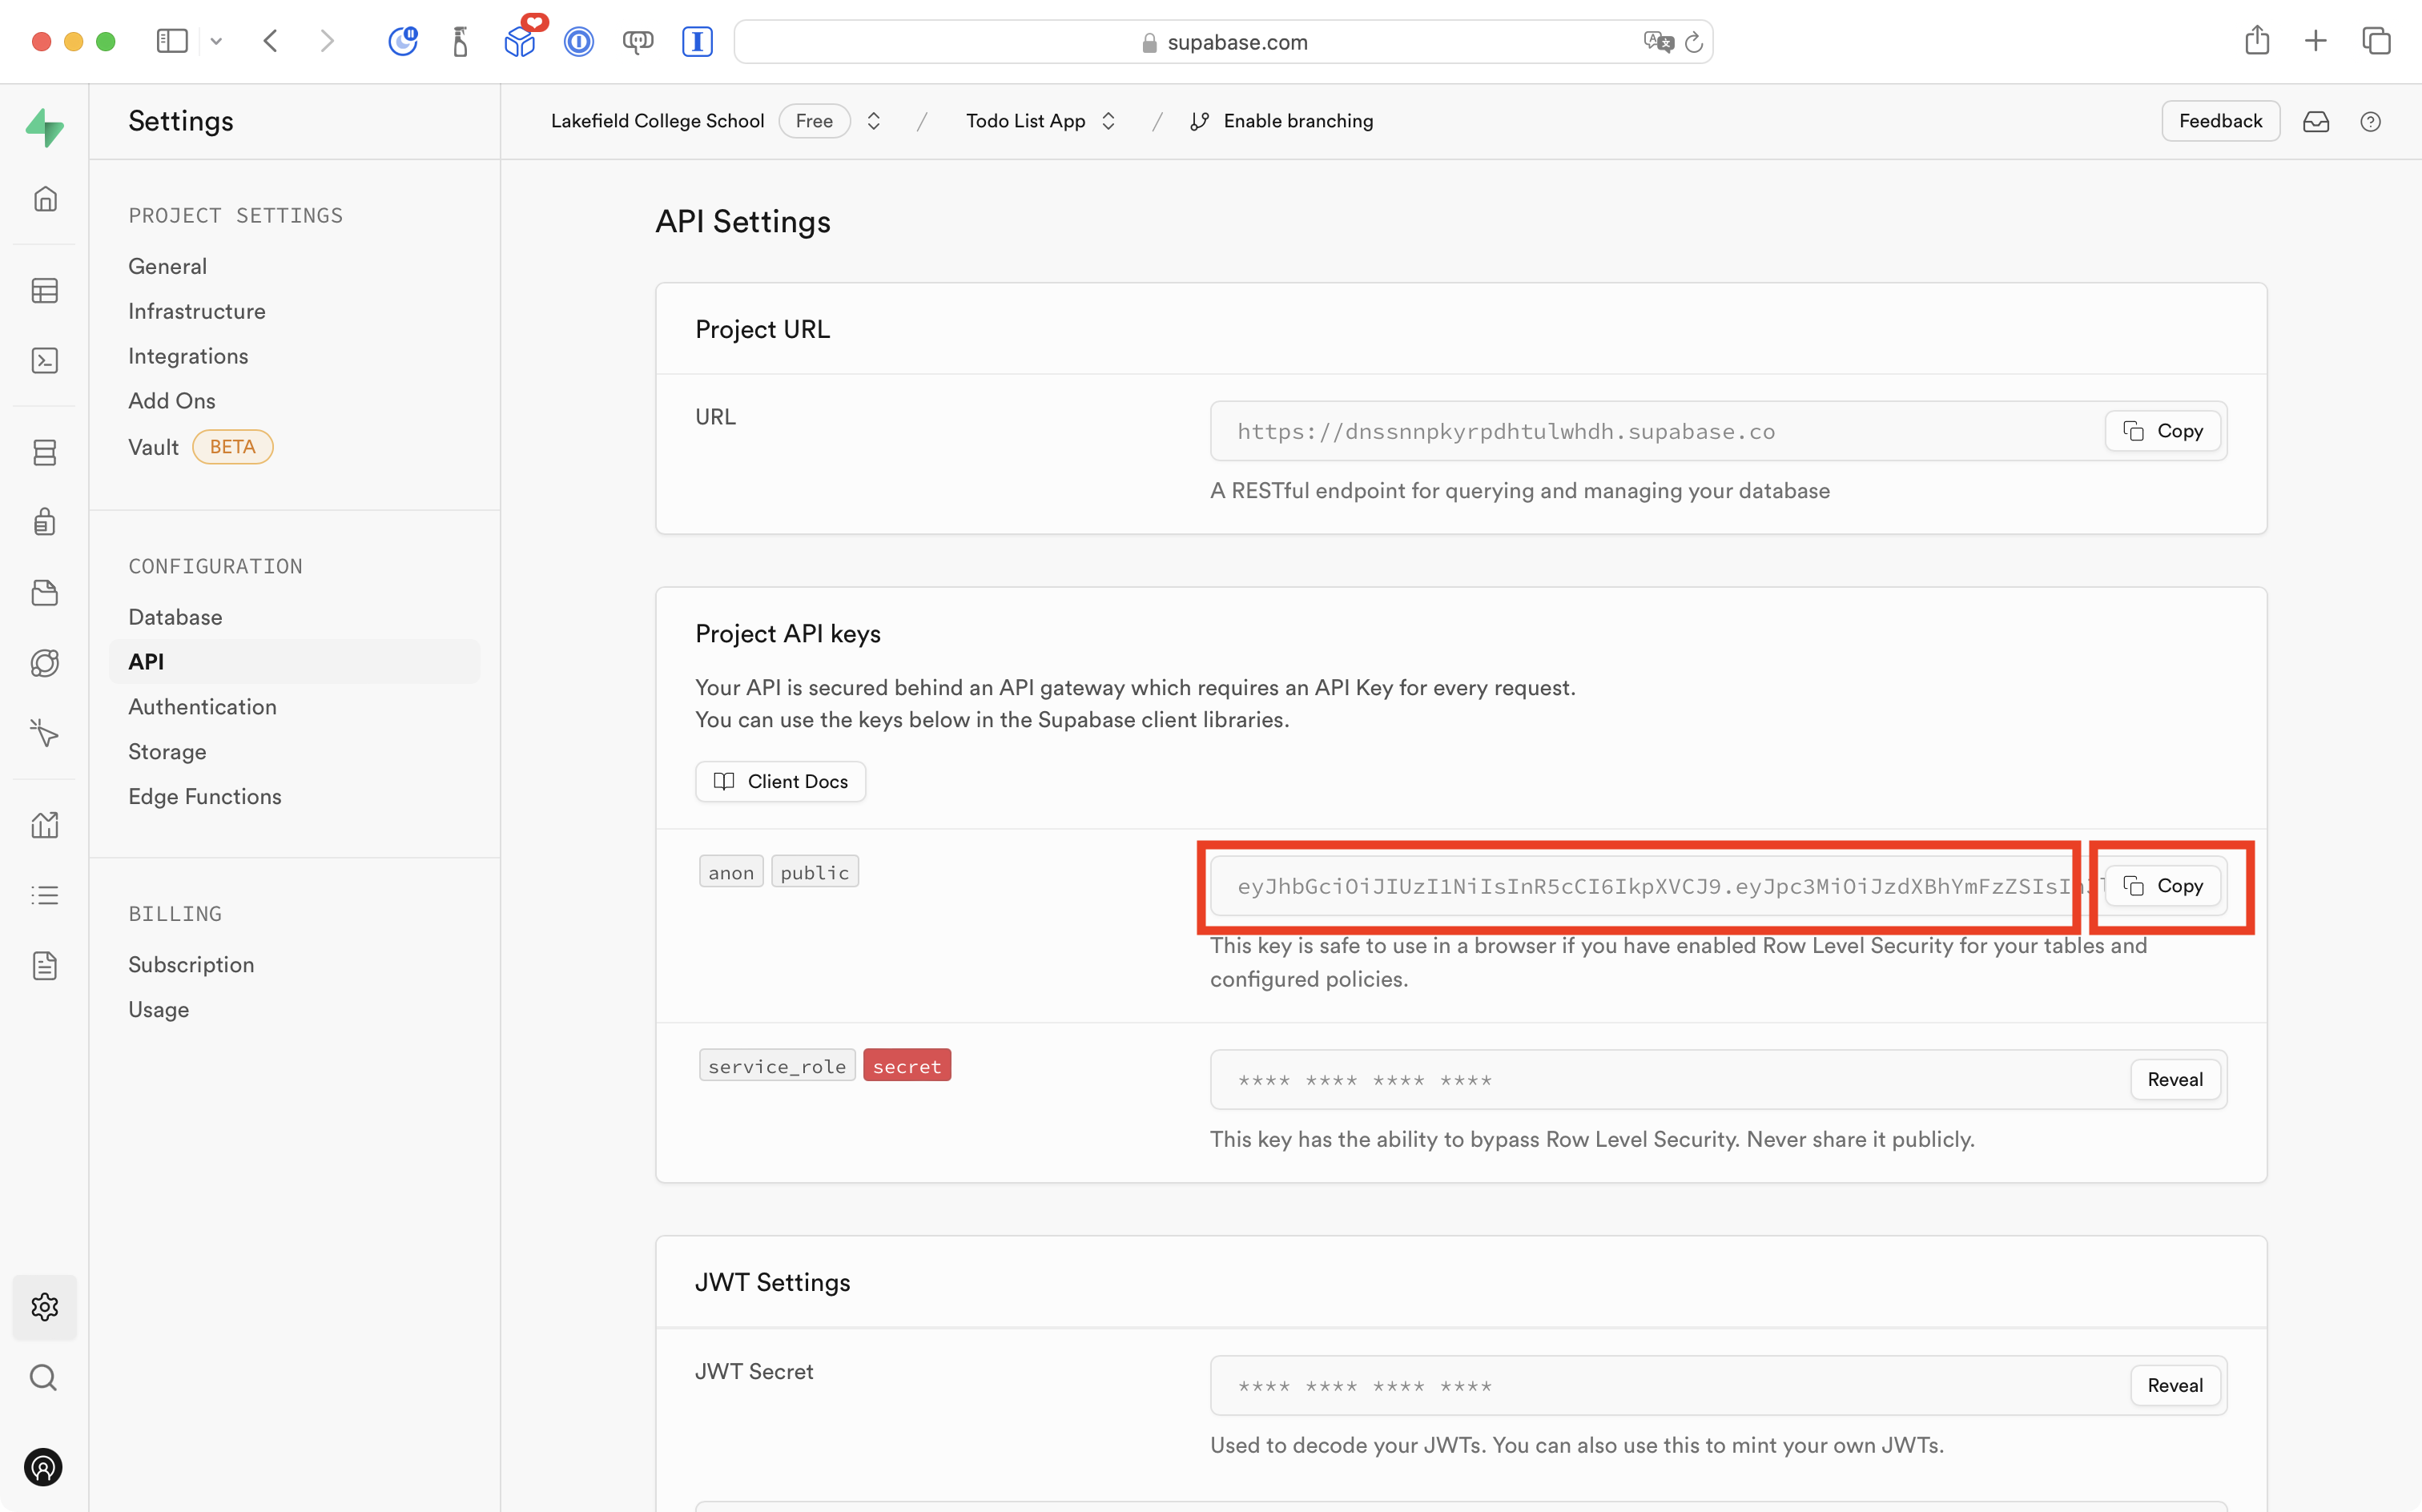 supabase.com
Settings
Lakefield College School Free / Todo List App / Enable branching
Feedback
PROJECT SETTINGS
General
Infrastructure
Integrations
Add Ons
Vault BETA
CONFIGURATION
Database
API
Authentication
Storage
Edge Functions
BILLING
Subscription
Usage
API Settings
Project URL
URL
https://dnssnnpkyrpdhtulwhdh.supabase.co
Copy
A RESTful endpoint for querying and managing your database
Project API keys
Your API is secured behind an API gateway which requires an API Key for every request.
You can use the keys below in the Supabase client libraries.
Client Docs
anon public
eyJhbGciOiJIUzI1NiIsInR5cCI6IkpXVCJ9.eyJpc3MiOiJzdXBhYmFzZSIsI
Copy
This key is safe to use in a browser if you have enabled Row Level Security for your tables and
configured policies.
service_role secret
**** **** **** ****
Reveal
This key has the ability to bypass Row Level Security. Never share it publicly.
JWT Settings
JWT Secret
**** **** **** ****
Reveal
Used to decode your JWTs. You can also use this to mint your own JWTs.